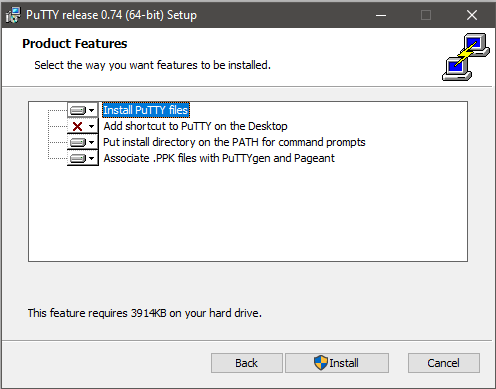 PuTTY release 0.74 (64-bit) Setup
Product Features
Select the way you want features to be installed.
Install PuTTY files
Add shortcut to PuTTY on the Desktop
Put install directory on the PATH for command prompts
Associate .PPK files with PuTTYgen and Pageant
This feature requires 3914KB on your hard drive.
Back Install Cancel